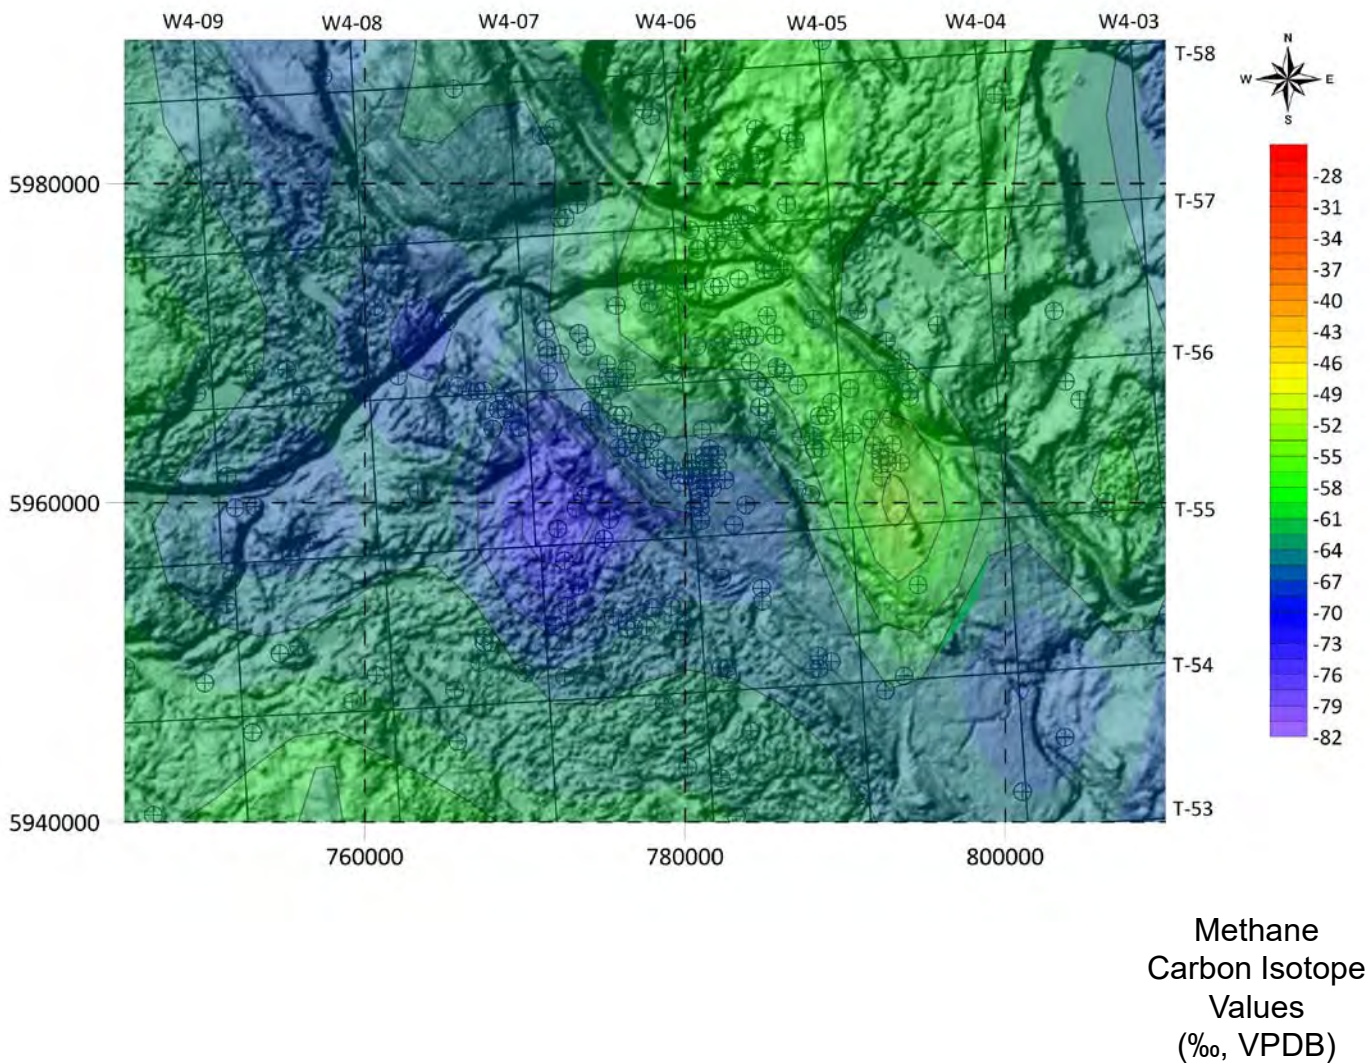 W4-09 W4-08 W4-07 W4-06 W4-05 W4-04 W4-03
N
W E
S
T-58
T-57
T-56
T-55
T-54
T-53
5980000
5960000
5940000
760000 780000 800000
-28
-31
-34
-37
-40
-43
-46
-49
-52
-55
-58
-61
-64
-67
-70
-73
-76
-79
-82
Methane
Carbon Isotope
Values
(‰, VPDB)